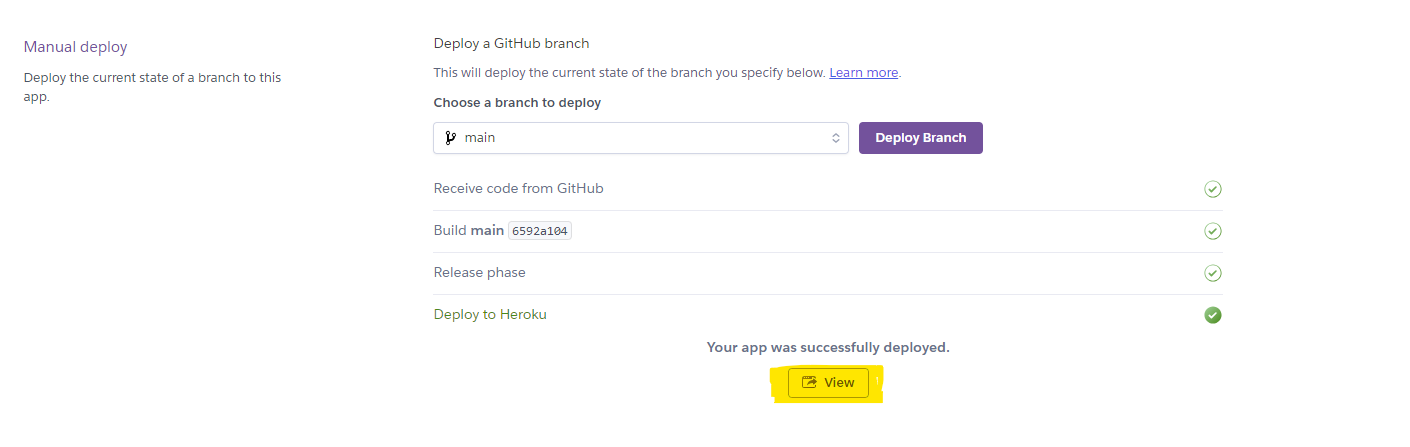 Manual deploy
Deploy the current state of a branch to this
app.
Deploy a GitHub branch
This will deploy the current state of the branch you specify below. Learn more.
Choose a branch to deploy
main
Deploy Branch
Receive code from GitHub
Build main 6592a104
Release phase
Deploy to Heroku
Your app was successfully deployed.
View